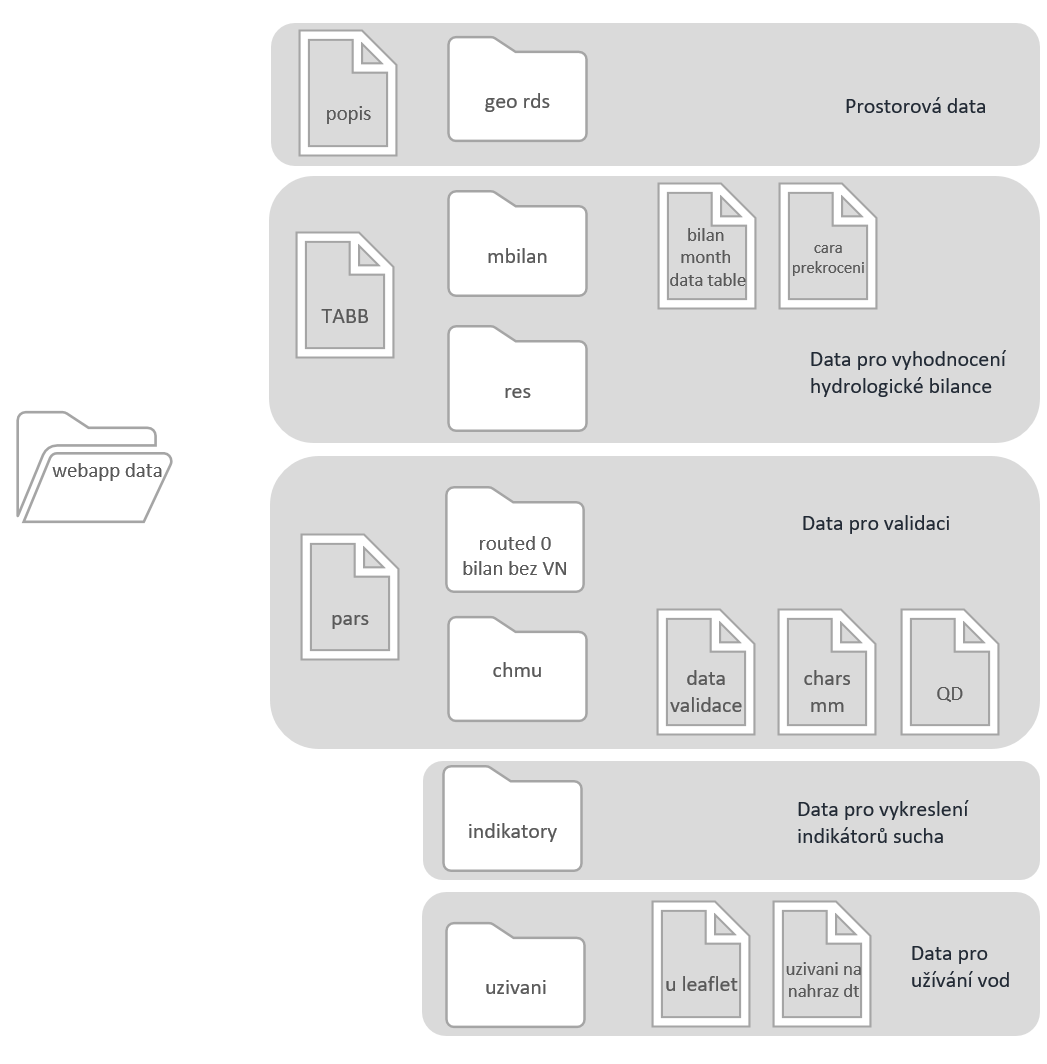 popis
geo rds
Prostorová data
TABB
mbilan
bilan
month
data table
cara
prekroceni
res
Data pro vyhodnocení
hydrologické bilance
webapp data
pars
routed 0
bilan bez VN
Data pro validaci
chmu
data
validace
chars
mm
QD
indikatory
Data pro vykreslení
indikátorů sucha
uzivani
u leaflet
uzivani na
nahraz dt
Data pro
užívání vod